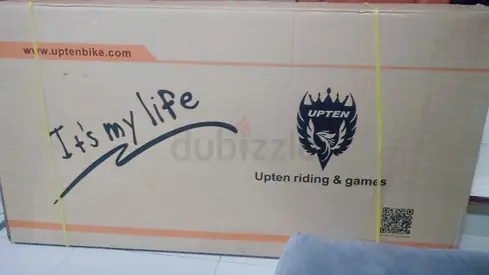 www.uptenbike.com
It's my life
UPTEN
dubizzle
Upten riding & games